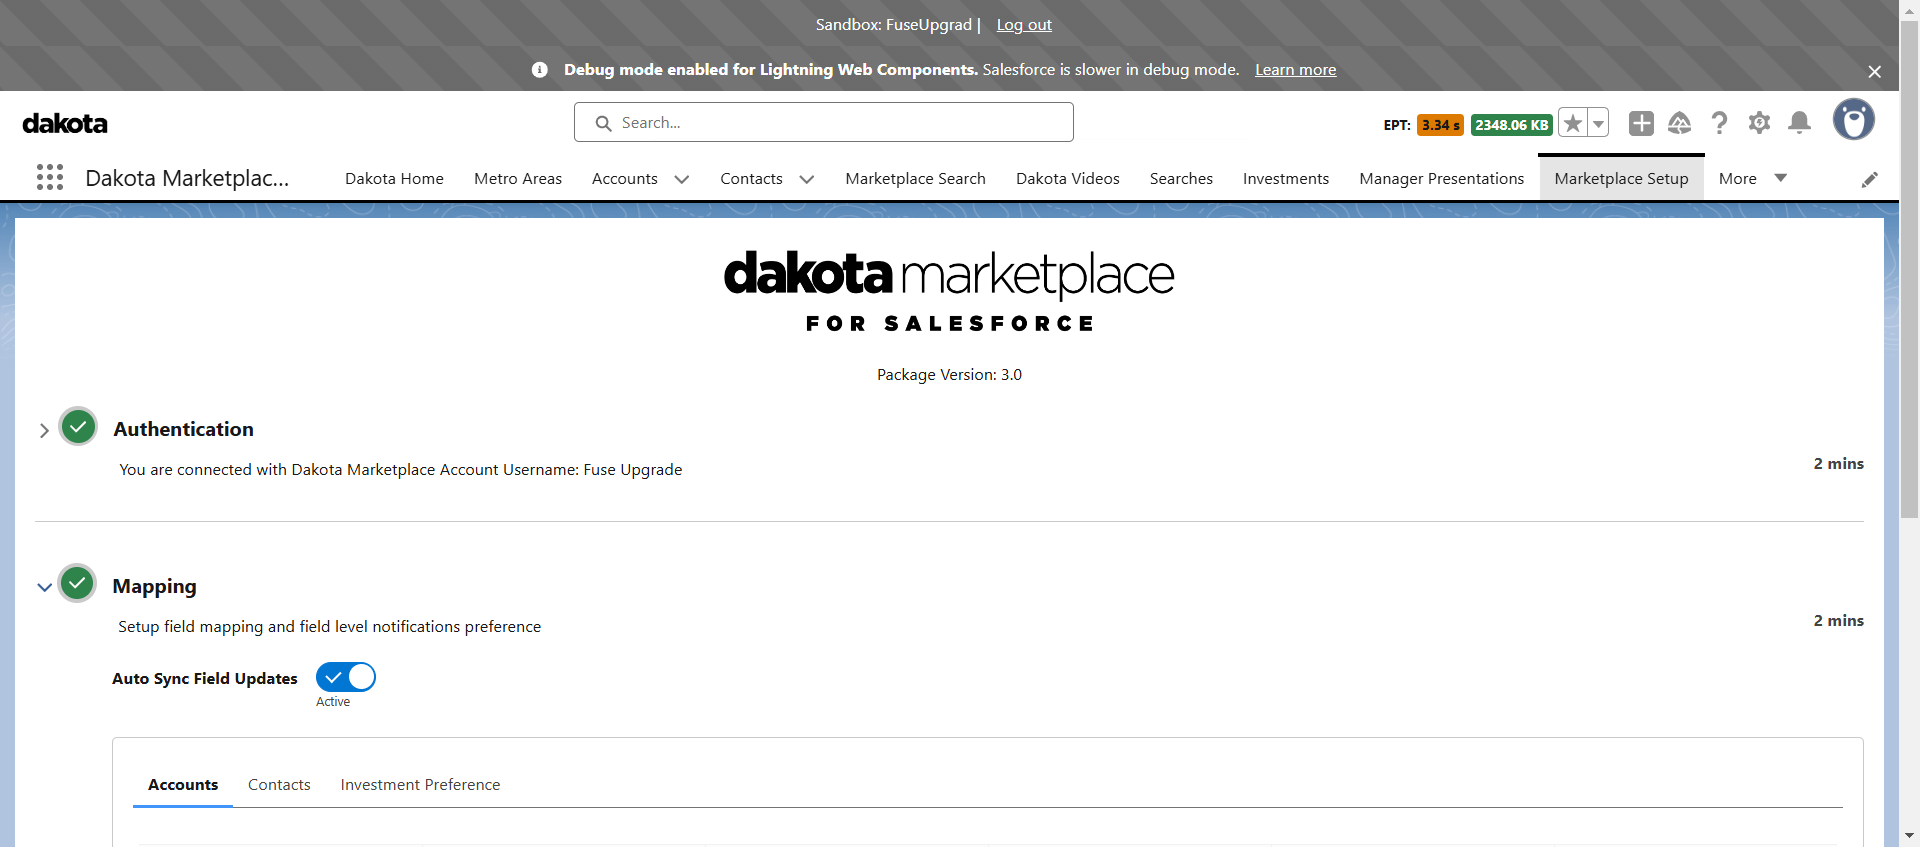 Sandbox: FuseUpgrad | Log out
Debug mode enabled for Lightning Web Components. Salesforce is slower in debug mode. Learn more
dakota
Search...
EPT: 3.34 s 2348.06 KB
Dakota Marketplac...
Dakota Home
Metro Areas
Accounts
Contacts
Marketplace Search
Dakota Videos
Searches
Investments
Manager Presentations
Marketplace Setup
More
dakota marketplace
FOR SALESFORCE
Package Version: 3.0
Authentication
You are connected with Dakota Marketplace Account Username: Fuse Upgrade
2 mins
Mapping
Setup field mapping and field level notifications preference
2 mins
Auto Sync Field Updates
Active
Accounts
Contacts
Investment Preference